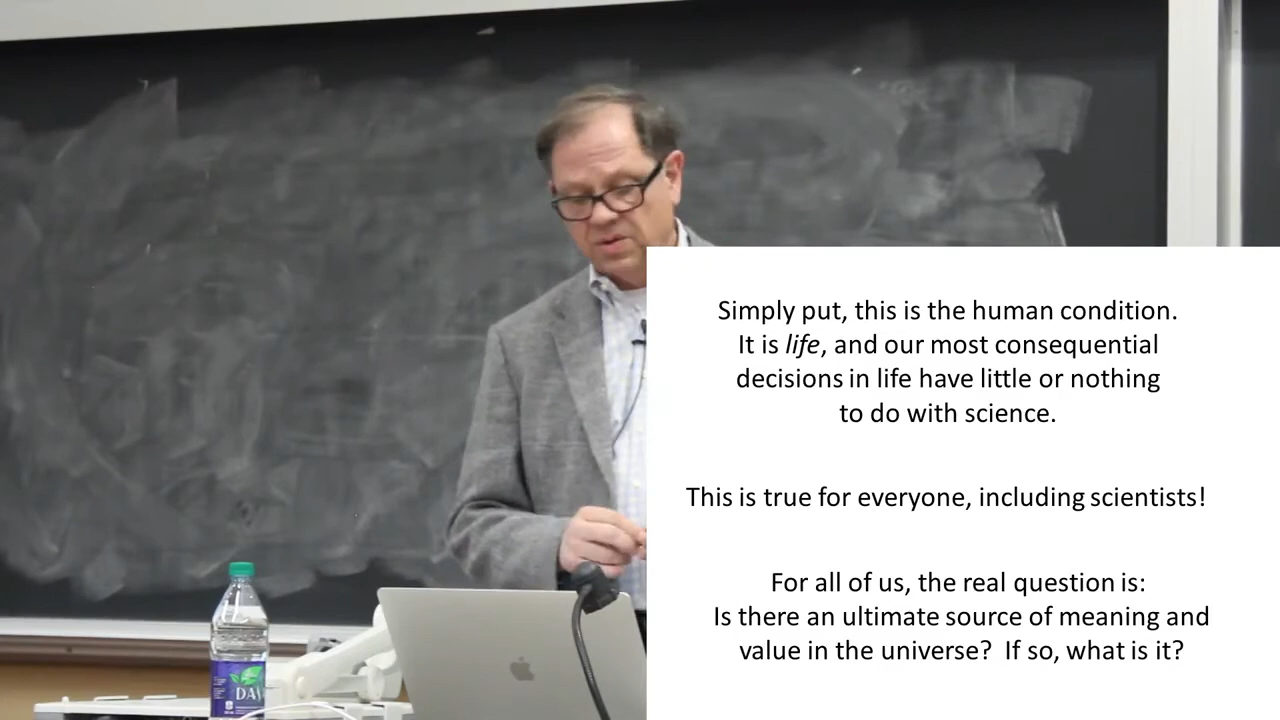 Simply put, this is the human condition.
It is life, and our most consequential
decisions in life have little or nothing
to do with science.
This is true for everyone, including scientists!
For all of us, the real question is:
Is there an ultimate source of meaning and
value in the universe?  If so, what is it?